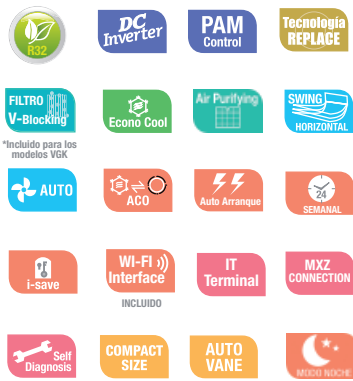 R32
DC
Inverter
PAM
Control
Tecnología
REPLACE
FILTRO
V-Blocking
*Incluido para los
modelos VGK
Econo Cool
Air Purifying
SWING
HORIZONTAL
AUTO
ACO
Auto Arranque
24
SEMANAL
i-save
WI-FI
Interface
INCLUIDO
IT
Terminal
MXZ
CONNECTION
Self
Diagnosis
COMPACT
SIZE
AUTO
VANE
MODO NOCHE